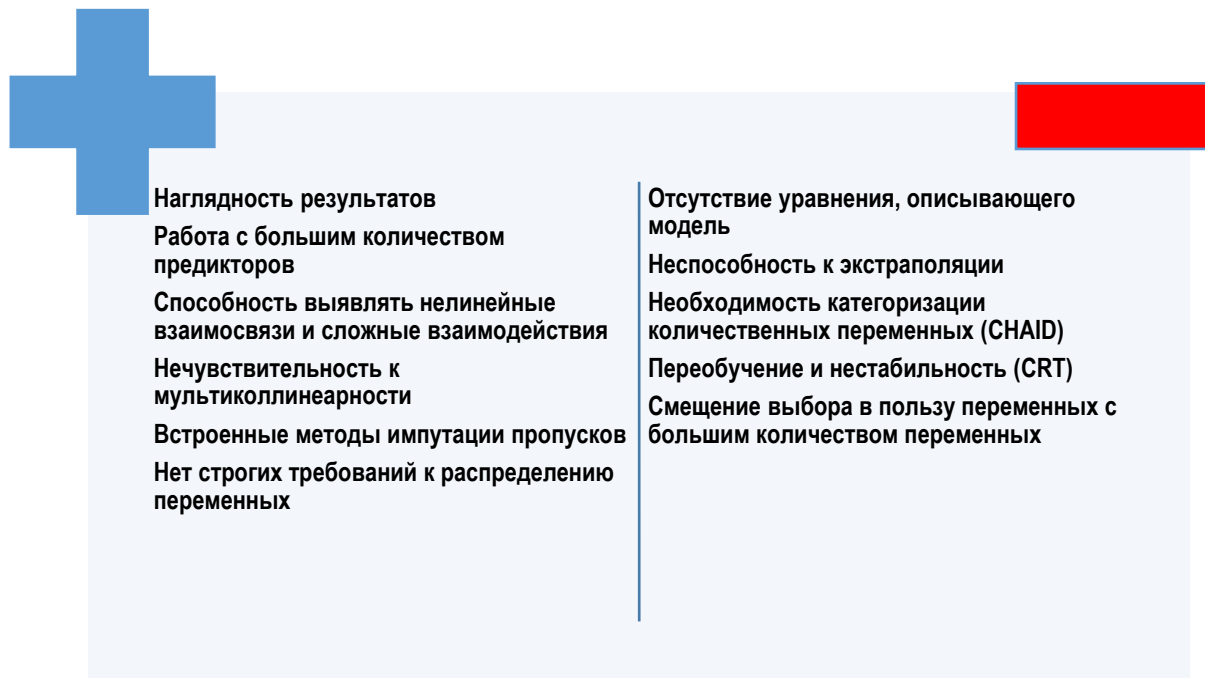 Наглядность результатов
Работа с большим количеством
предикторов
Способность выявлять нелинейные
взаимосвязи и сложные взаимодействия
Нечувствительность к
мультиколлинеарности
Встроенные методы импутации пропусков
Нет строгих требований к распределению
переменных
Отсутствие уравнения, описывающего
модель
Неспособность к экстраполяции
Необходимость категоризации
количественных переменных (CHAID)
Переобучение и нестабильность (CRT)
Смещение выбора в пользу переменных с
большим количеством переменных